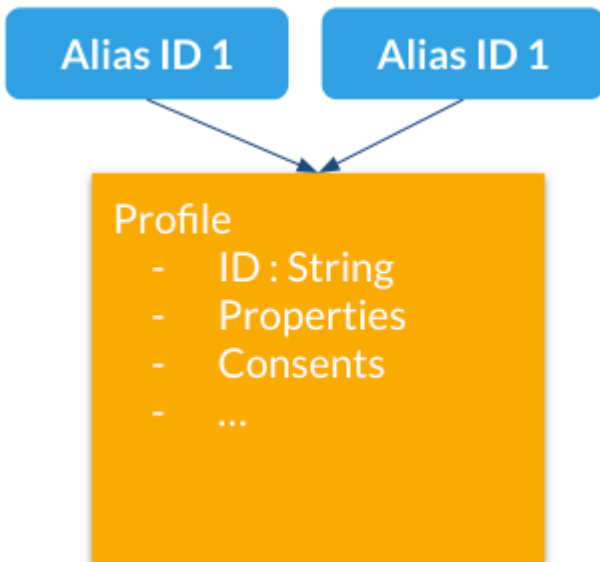 Alias ID 1
Alias ID 1
Profile
- ID : String
- Properties
- Consents
- ...